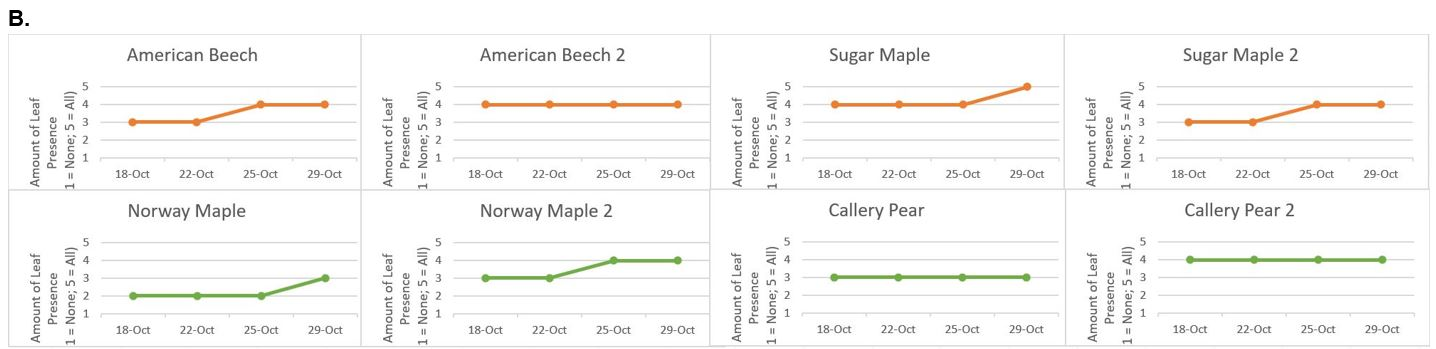 B.
American Beech
Amount of Leaf
Presence
1 = None; 5 = All)
5
4
3
2
1
18-Oct 22-Oct 25-Oct 29-Oct
American Beech 2
Amount of Leaf
Presence
1 = None; 5 = All)
5
4
3
2
1
18-Oct 22-Oct 25-Oct 29-Oct
Sugar Maple
Amount of Leaf
Presence
1 = None; 5 = All)
5
4
3
2
1
18-Oct 22-Oct 25-Oct 29-Oct
Sugar Maple 2
Amount of Leaf
Presence
1 = None; 5 = All)
5
4
3
2
1
18-Oct 22-Oct 25-Oct 29-Oct
Norway Maple
Amount of Leaf
Presence
1 = None; 5 = All)
5
4
3
2
1
18-Oct 22-Oct 25-Oct 29-Oct
Norway Maple 2
Amount of Leaf
Presence
1 = None; 5 = All)
5
4
3
2
1
18-Oct 22-Oct 25-Oct 29-Oct
Callery Pear
Amount of Leaf
Presence
1 = None; 5 = All)
5
4
3
2
1
18-Oct 22-Oct 25-Oct 29-Oct
Callery Pear 2
Amount of Leaf
Presence
1 = None; 5 = All)
5
4
3
2
1
18-Oct 22-Oct 25-Oct 29-Oct